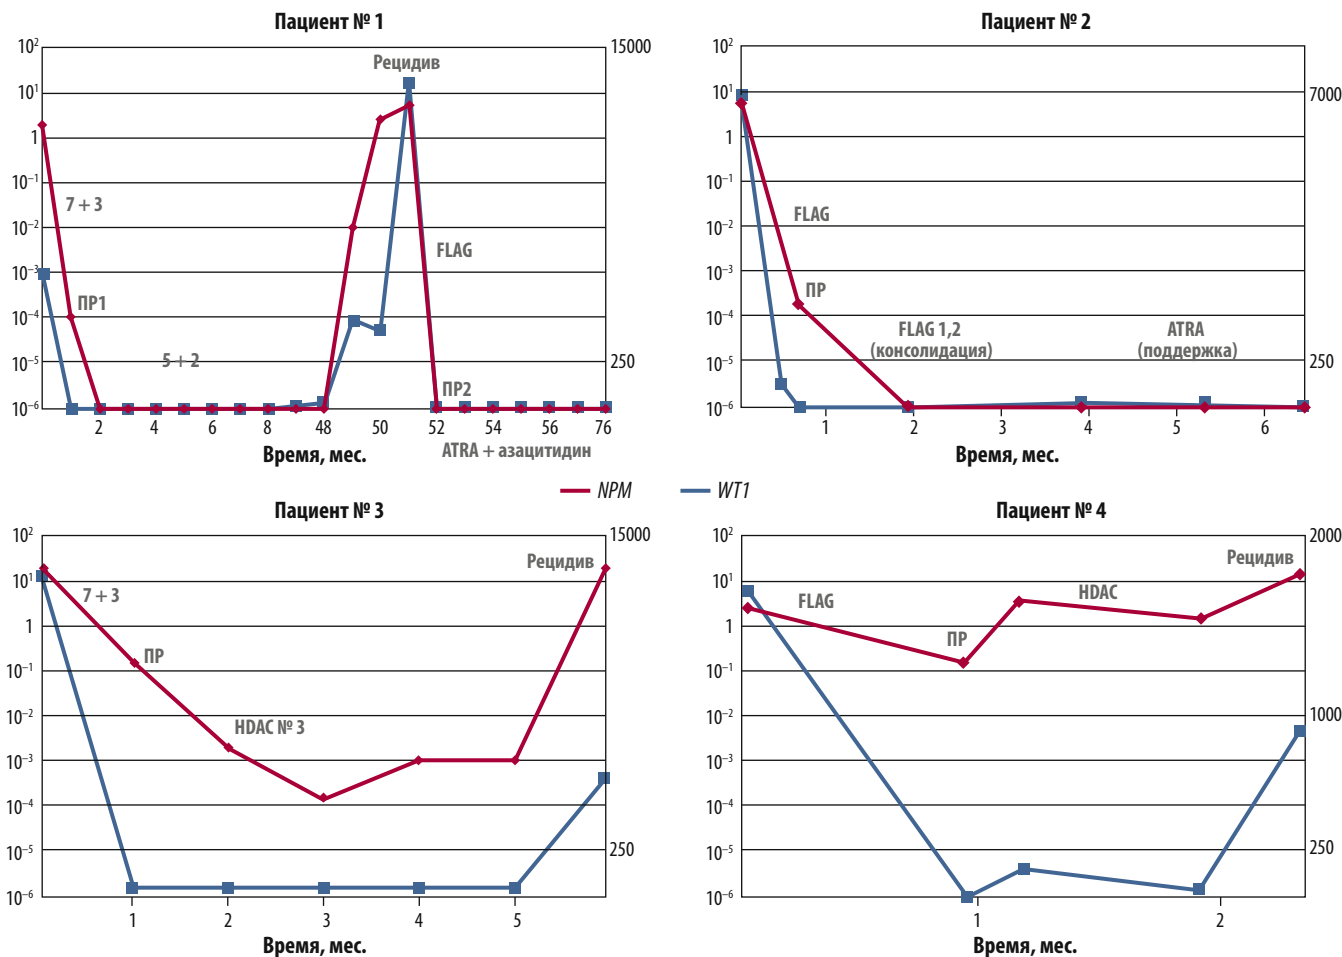 Пациент № 1
10²
10¹
1
10⁻¹
10⁻²
10⁻³
10⁻⁴
10⁻⁵
10⁻⁶
15000
250
Рецидив
7 + 3
FLAG
ПР1
5 + 2
ПР2
2 4 6 8 48 50 52 54 56 76
Время, мес.
ATRA + азацитидин
Пациент № 2
10²
10¹
1
10⁻¹
10⁻²
10⁻³
10⁻⁴
10⁻⁵
10⁻⁶
7000
250
FLAG
ПР
FLAG 1,2
(консолидация)
ATRA
(поддержка)
1 2 3 4 5 6
Время, мес.
NPM
WT1
Пациент № 3
10²
10¹
1
10⁻¹
10⁻²
10⁻³
10⁻⁴
10⁻⁵
10⁻⁶
15000
250
Рецидив
7 + 3
ПР
HDAC № 3
1 2 3 4 5
Время, мес.
Пациент № 4
10²
10¹
1
10⁻¹
10⁻²
10⁻³
10⁻⁴
10⁻⁵
10⁻⁶
2000
1000
250
Рецидив
FLAG
HDAC
ПР
1 2
Время, мес.